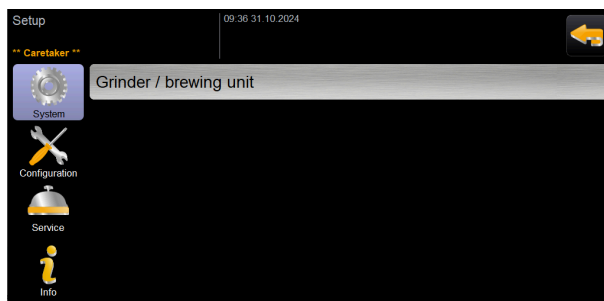 Setup
09:36 31.10.2024
** Caretaker **
Grinder / brewing unit
System
Configuration
Service
Info